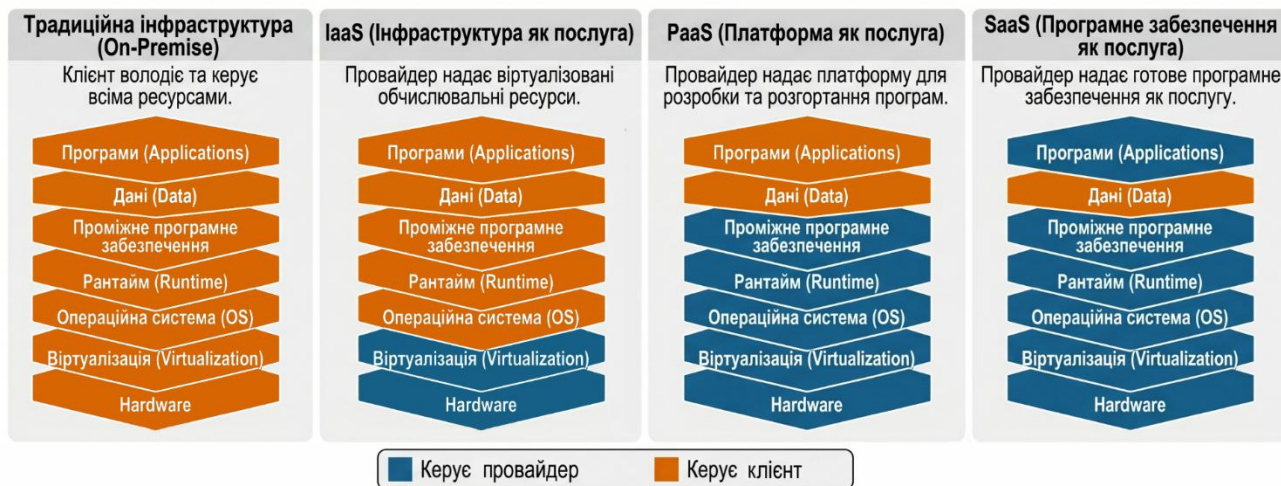 Традиційна інфраструктура
(On-Premise)
Клієнт володіє та керує
всіма ресурсами.
Програми (Applications)
Дані (Data)
Проміжне програмне
забезпечення
Рантайм (Runtime)
Операційна система (OS)
Віртуалізація (Virtualization)
Hardware
IaaS (Інфраструктура як послуга)
Провайдер надає віртуалізовані
обчислювальні ресурси.
Програми (Applications)
Дані (Data)
Проміжне програмне
забезпечення
Рантайм (Runtime)
Операційна система (OS)
Віртуалізація (Virtualization)
Hardware
PaaS (Платформа як послуга)
Провайдер надає платформу для
розробки та розгортання програм.
Програми (Applications)
Дані (Data)
Проміжне програмне
забезпечення
Рантайм (Runtime)
Операційна система (OS)
Віртуалізація (Virtualization)
Hardware
SaaS (Програмне забезпечення
як послуга)
Провайдер надає готове програмне
забезпечення як послугу.
Програми (Applications)
Дані (Data)
Проміжне програмне
забезпечення
Рантайм (Runtime)
Операційна система (OS)
Віртуалізація (Virtualization)
Hardware
Керує провайдер
Керує клієнт